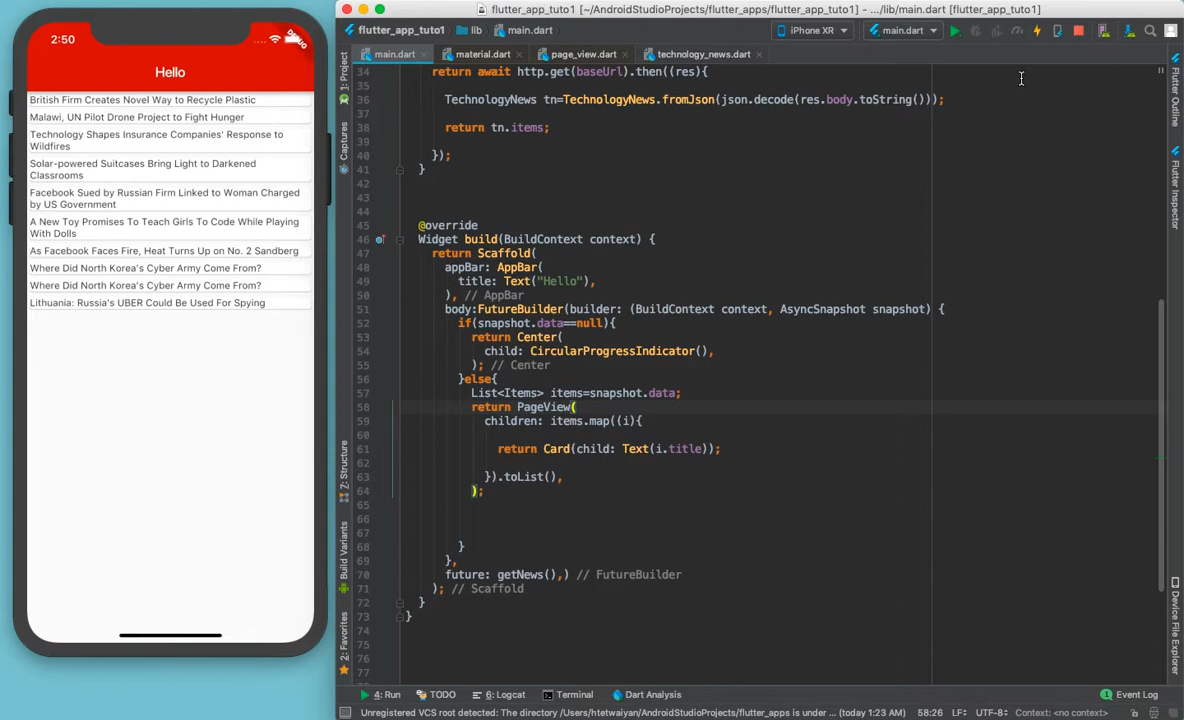 2:50
Hello
British Firm Creates Novel Way to Recycle Plastic
Malawi, UN Pilot Drone Project to Fight Hunger
Technology Shapes Insurance Companies' Response to
Wildfires
Solar-powered Suitcases Bring Light to Darkened
Classrooms
Facebook Sued by Russian Firm Linked to Woman Charged
by US Government
A New Toy Promises To Teach Girls To Code While Playing
With Dolls
As Facebook Faces Fire, Heat Turns Up on No. 2 Sandberg
Where Did North Korea's Cyber Army Come From?
Where Did North Korea's Cyber Army Come From?
Lithuania: Russia's UBER Could Be Used For Spying
flutter_app_tuto1 [~/AndroidStudioProjects/flutter_apps/flutter_app_tuto1] - .../lib/main.dart [flutter_app_tuto1]
flutter_app_tuto1 lib main.dart iPhone XR main.dart
main.dart material.dart page_view.dart technology_news.dart
1: Project
Captures
7: Structure
Build Variants
2: Favorites
34 return await http.get(baseUrl).then((res){
35
36 TechnologyNews tn=TechnologyNews.fromJson(json.decode(res.body.toString()));
37
38 return tn.items;
39
40 });
41 }
42
43
44
45 @override
46 Widget build(BuildContext context) {
47 return Scaffold(
48 appBar: AppBar(
49 title: Text("Hello"),
50 ), // AppBar
51 body:FutureBuilder(builder: (BuildContext context, AsyncSnapshot snapshot) {
52 if(snapshot.data==null){
53 return Center(
54 child: CircularProgressIndicator(),
55 ); // Center
56 }else{
57 List<Items> items=snapshot.data;
58 return PageView(
59 children: items.map((i){
60
61 return Card(child: Text(i.title));
62
63 }).toList(),
64 );
65
66
67
68 }
69 },
70 future: getNews(),) // FutureBuilder
71 ); // Scaffold
72 }
73 }
74
75
76
77
Flutter Outline
Flutter Inspector
Device File Explorer
4: Run TODO 6: Logcat Terminal Dart Analysis 1 Event Log
Unregistered VCS root detected: The directory /Users/htetwaiyan/AndroidStudioProjects/flutter_apps is under ... (today 1:23 AM) 58:26 LF÷ UTF-8÷ Context: <no context>